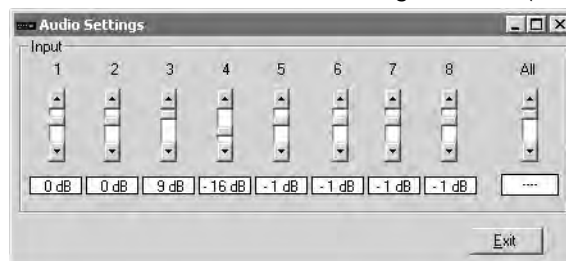 Audio Settings
Input
1 2 3 4 5 6 7 8 All
0 dB 0 dB 9 dB - 16 dB - 1 dB - 1 dB - 1 dB - 1 dB ----
Exit